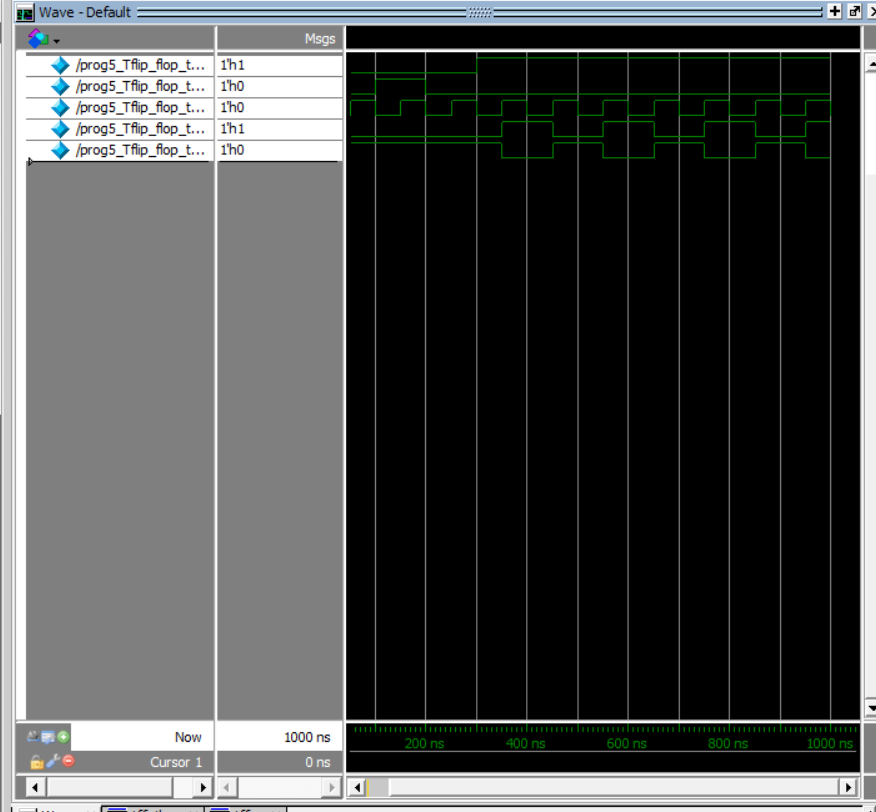 Wave - Default
Msgs
/prog5_Tflip_flop_t... 1'h1
/prog5_Tflip_flop_t... 1'h0
/prog5_Tflip_flop_t... 1'h0
/prog5_Tflip_flop_t... 1'h1
/prog5_Tflip_flop_t... 1'h0
Now 1000 ns
Cursor 1 0 ns
200 ns 400 ns 600 ns 800 ns 1000 ns